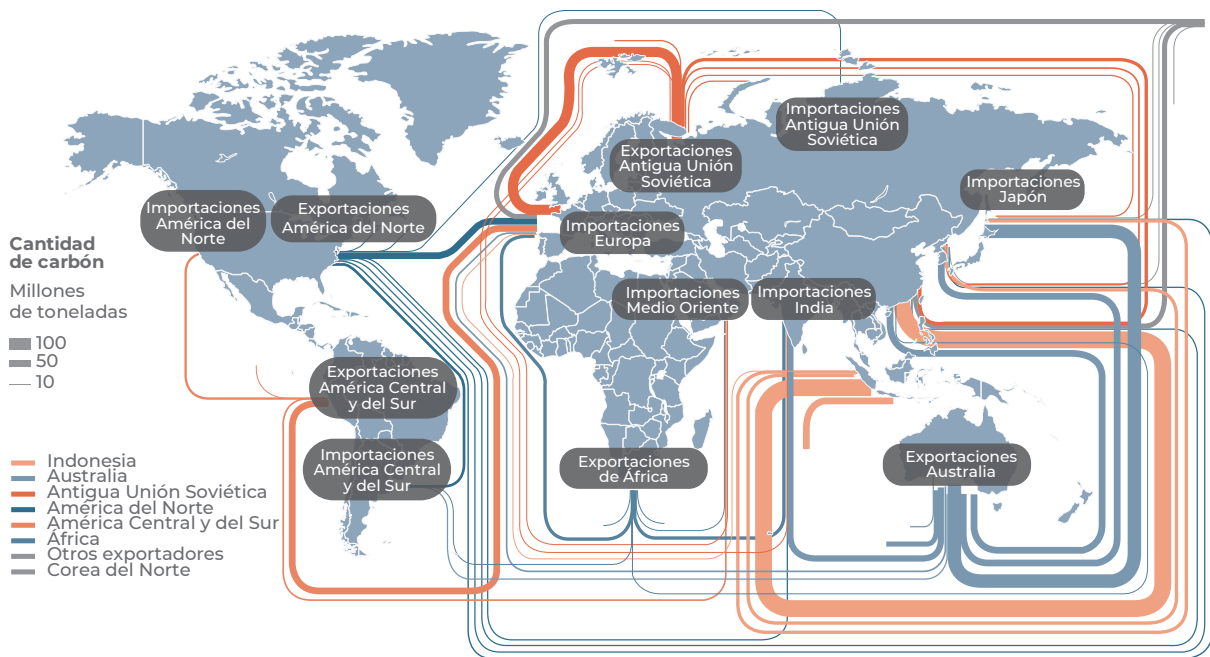 Importaciones
Antigua Unión
Soviética
Exportaciones
Antigua Unión
Soviética
Importaciones
Japón
Importaciones
América del
Norte
Exportaciones
América del Norte
Importaciones
Europa
Cantidad
de carbón
Millones
de toneladas
100
50
10
Importaciones
Medio Oriente
Importaciones
India
Exportaciones
América Central
y del Sur
Importaciones
América Central
y del Sur
Exportaciones
de África
Exportaciones
Australia
Indonesia
Australia
Antigua Unión Soviética
América del Norte
América Central y del Sur
África
Otros exportadores
Corea del Norte